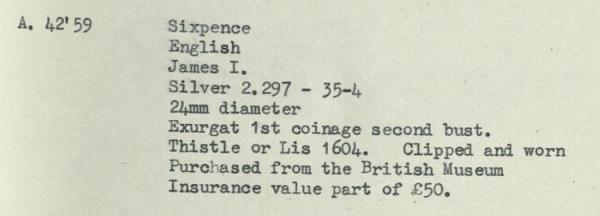 A. 42'59 Sixpence
English
James I.
Silver 2.297 - 35-4
24mm diameter
Exurgat 1st coinage second bust.
Thistle or Lis 1604. Clipped and worn
Purchased from the British Museum
Insurance value part of £50.